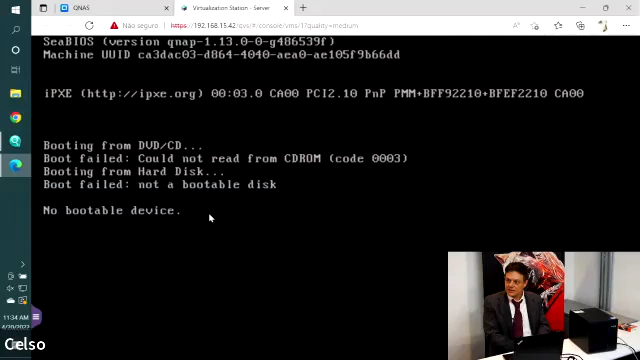 QNAS
Virtualization Station - Server
Não seguro
https://192.168.15.42/qvs/#/console/vms/1?quality=medium
SeaBIOS (version qnap-1.13.0-0-g486539f)
Machine UUID ca3dac03-d864-4040-aea0-ae105f9b66dd
iPXE (http://ipxe.org) 00:03.0 CA00 PCI2.10 PnP PMM+BFF92210+BFEF2210 CA00
Booting from DVD/CD...
Boot failed: Could not read from CDROM (code 0003)
Booting from Hard Disk...
Boot failed: not a bootable disk
No bootable device.
11:34 AM
4/20/2022
Celso